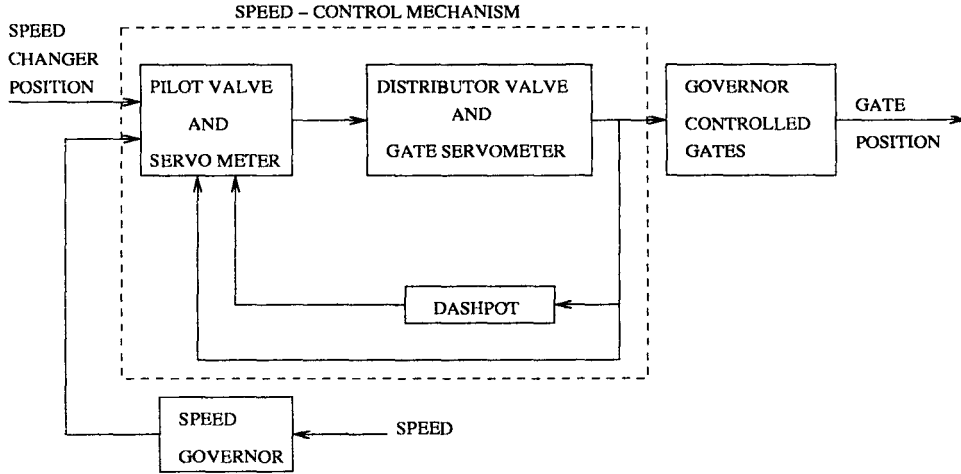 SPEED – CONTROL MECHANISM
SPEED
CHANGER
POSITION
PILOT VALVE
AND
SERVO METER
DISTRIBUTOR VALVE
AND
GATE SERVOMETER
GOVERNOR
CONTROLLED
GATES
GATE
POSITION
DASHPOT
SPEED
GOVERNOR
SPEED